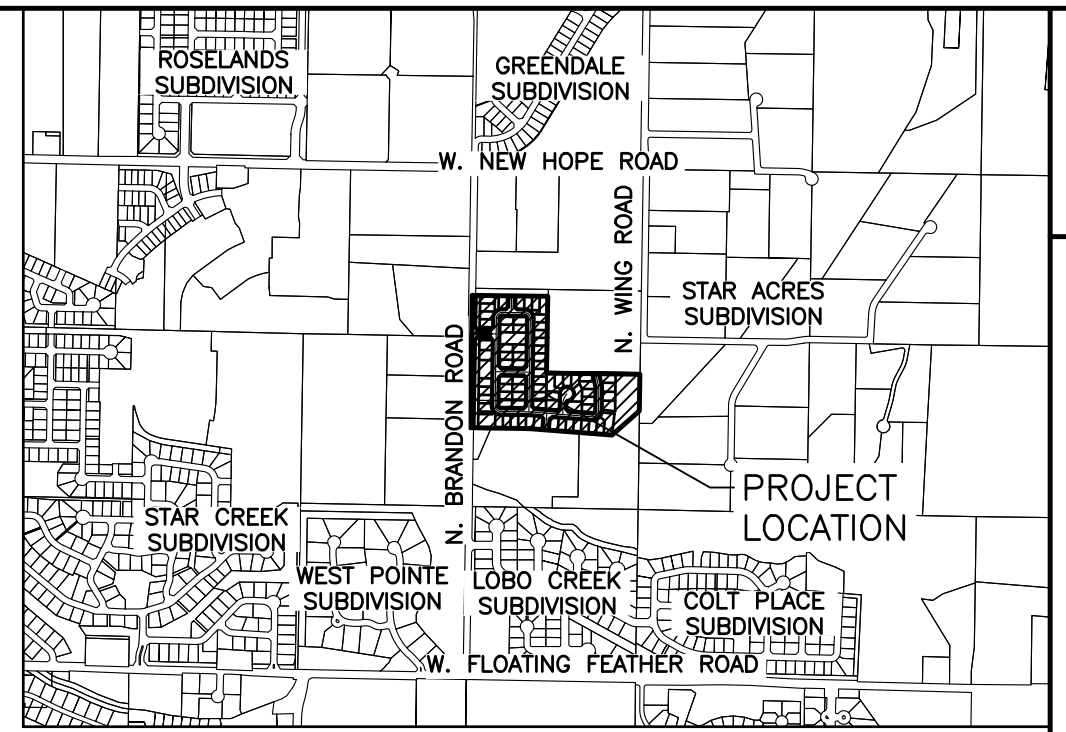 ROSELANDS
SUBDIVISION
GREENDALE
SUBDIVISION
W. NEW HOPE ROAD
N. WING ROAD
STAR ACRES
SUBDIVISION
N. BRANDON ROAD
PROJECT
LOCATION
STAR CREEK
SUBDIVISION
WEST POINTE
SUBDIVISION
LOBO CREEK
SUBDIVISION
COLT PLACE
SUBDIVISION
W. FLOATING FEATHER ROAD